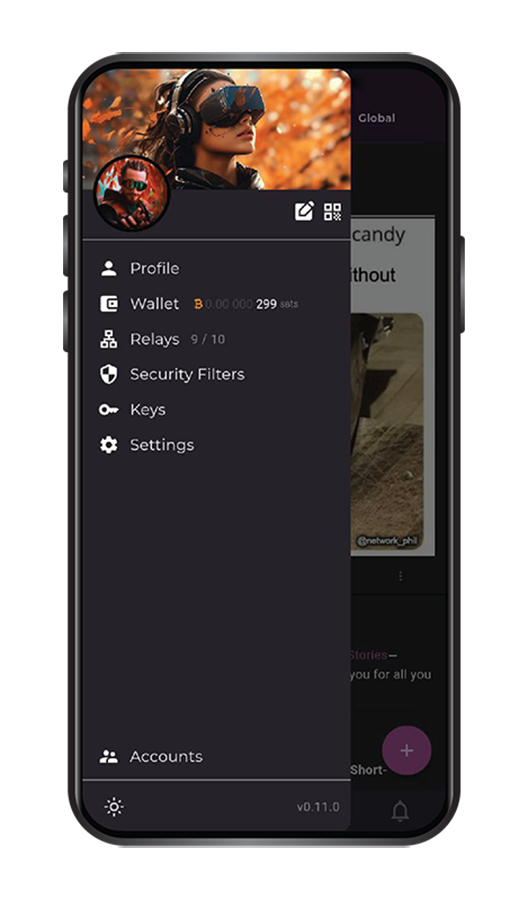 Global
candy
ithout
Profile
Wallet ₿0.00 000 299 sats
Relays 9 / 10
Security Filters
Keys
Settings
@network_phil
Stories—
you for all you
Accounts
Short-
v0.11.0